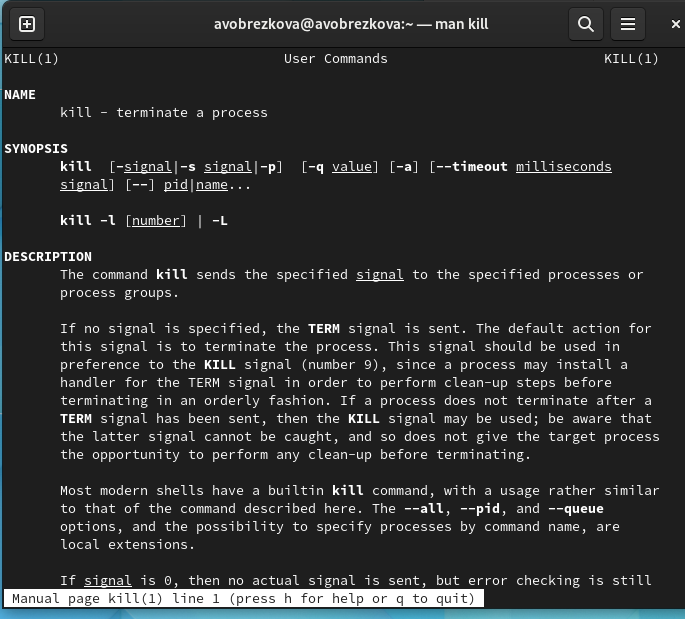 avobrezkova@avobrezkova:~ — man kill
KILL(1) User Commands KILL(1)
NAME
kill - terminate a process
SYNOPSIS
kill [-signal|-s signal|-p] [-q value] [-a] [--timeout milliseconds
signal] [--] pid|name...
kill -l [number] | -L
DESCRIPTION
The command kill sends the specified signal to the specified processes or
process groups.
If no signal is specified, the TERM signal is sent. The default action for
this signal is to terminate the process. This signal should be used in
preference to the KILL signal (number 9), since a process may install a
handler for the TERM signal in order to perform clean-up steps before
terminating in an orderly fashion. If a process does not terminate after a
TERM signal has been sent, then the KILL signal may be used; be aware that
the latter signal cannot be caught, and so does not give the target process
the opportunity to perform any clean-up before terminating.
Most modern shells have a builtin kill command, with a usage rather similar
to that of the command described here. The --all, --pid, and --queue
options, and the possibility to specify processes by command name, are
local extensions.
If signal is 0, then no actual signal is sent, but error checking is still
Manual page kill(1) line 1 (press h for help or q to quit)